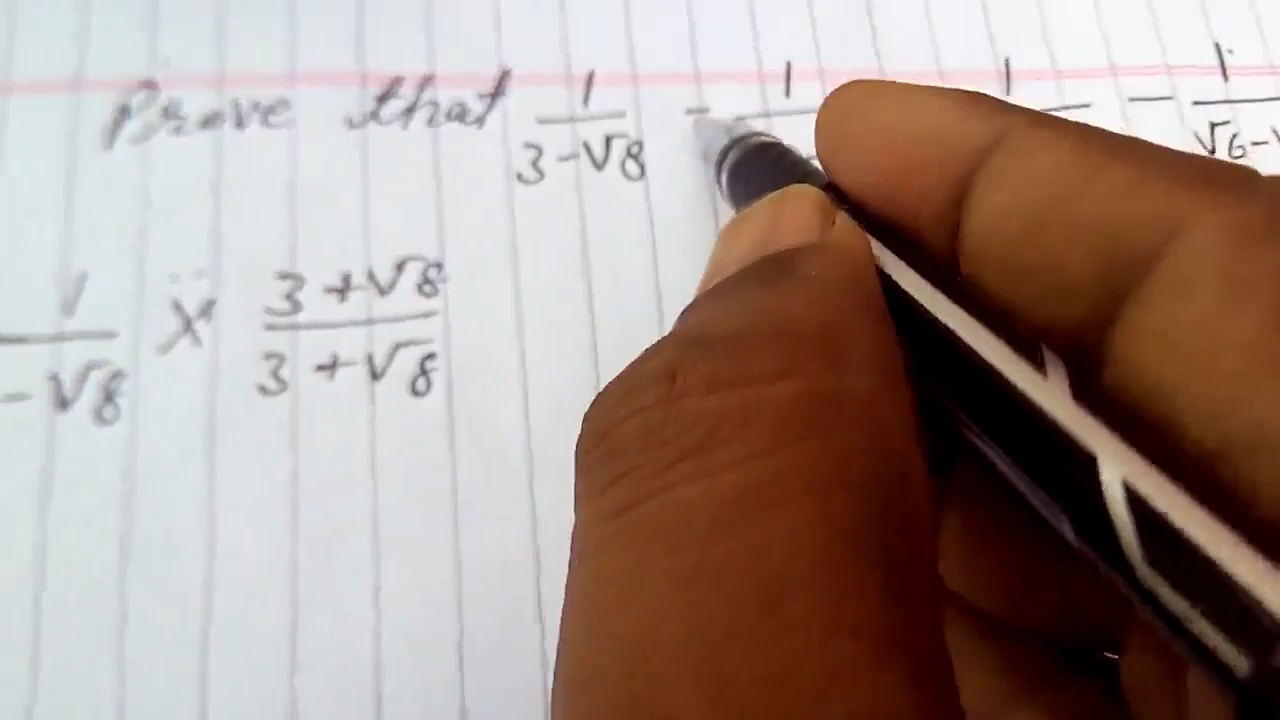 Prove that 1/(3-√8) - 1/ 1/ - 1/(√6-√
1/(-√8) × (3+√8)/(3+√8)